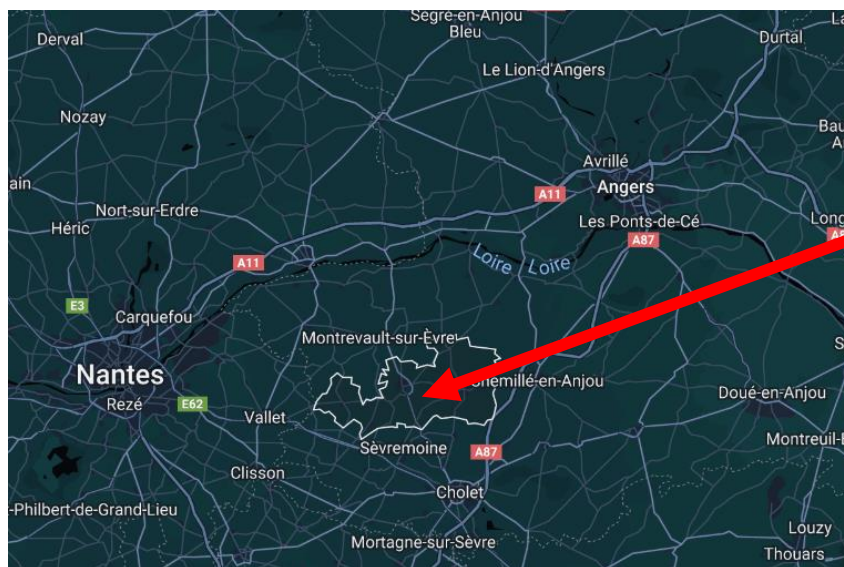 Segré-en-Anjou
Bleu
Derval
Durtal
Le Lion-d'Angers
Nozay
Avrillé
Angers
A11
Nort-sur-Erdre
Héric
Les Ponts-de-Cé
A87
A11
Loire
Loire
E3
Carquefou
Montrevault-sur-Èvre
Nantes
Chemillé-en-Anjou
Rezé
E62
Vallet
Doué-en-Anjou
Sèvremoine
A87
Clisson
Cholet
-Philbert-de-Grand-Lieu
Mortagne-sur-Sèvre
Louzy
Thouars